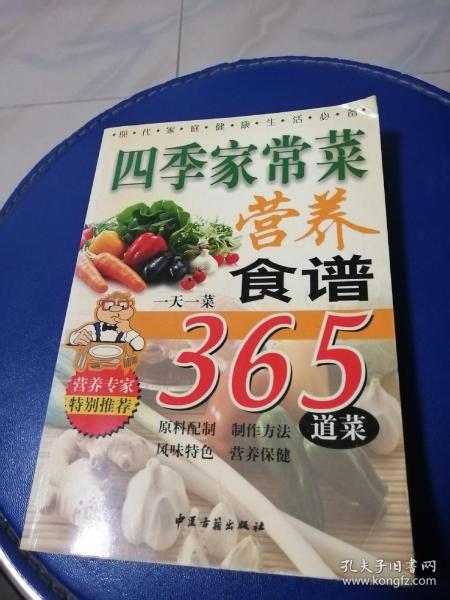 ·现·代·家·庭·健·康·生·活·必·备·
四季家常菜
营养
食谱
一天一菜
365
道菜
营养专家
特别推荐
原料配制 制作方法
风味特色 营养保健
中医古籍出版社
孔夫子旧书网
www.kongfz.com